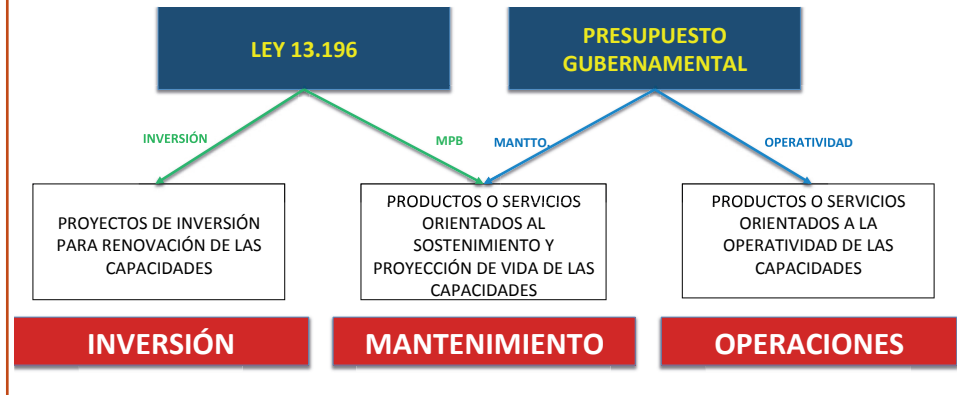 LEY 13.196
PRESUPUESTO
GUBERNAMENTAL
INVERSIÓN
MPB
MANTTO.
OPERATIVIDAD
PROYECTOS DE INVERSIÓN
PARA RENOVACIÓN DE LAS
CAPACIDADES
PRODUCTOS O SERVICIOS
ORIENTADOS AL
SOSTENIMIENTO Y
PROYECCIÓN DE VIDA DE LAS
CAPACIDADES
PRODUCTOS O SERVICIOS
ORIENTADOS A LA
OPERATIVIDAD DE LAS
CAPACIDADES
INVERSIÓN
MANTENIMIENTO
OPERACIONES